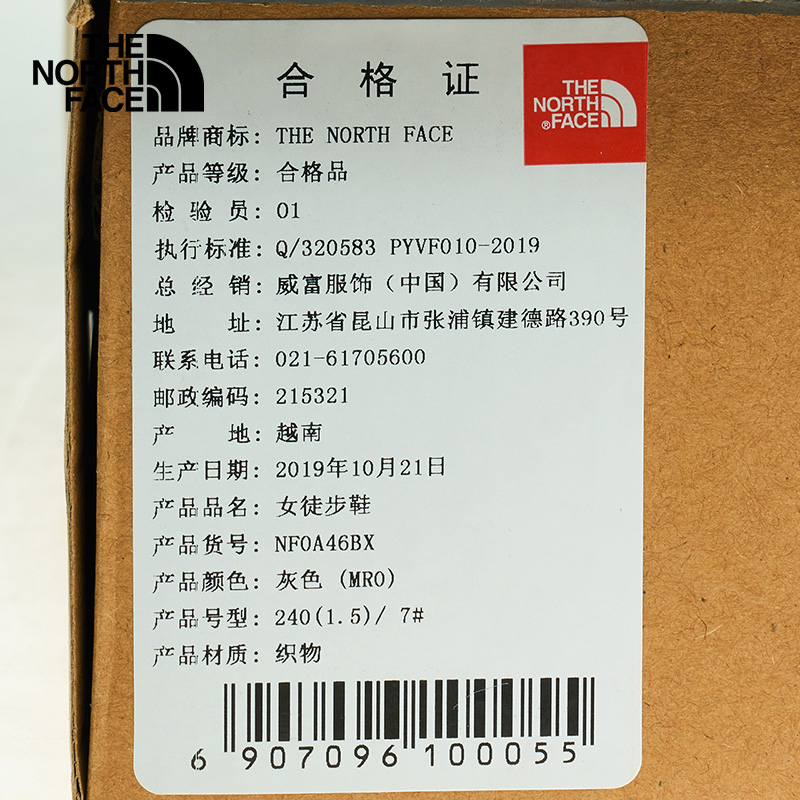 THE
NORTH
FACE
合格证
THE
NORTH
®FACE
品牌商标: THE NORTH FACE
产品等级: 合格品
检 验 员: 01
执行标准: Q/320583 PYVF010-2019
总 经 销: 威富服饰（中国）有限公司
地 址: 江苏省昆山市张浦镇建德路390号
联系电话: 021-61705600
邮政编码: 215321
产 地: 越南
生产日期: 2019年10月21日
产品品名: 女徒步鞋
产品货号: NF0A46BX
产品颜色: 灰色 (MR0)
产品号型: 240(1.5)/ 7#
产品材质: 织物
6 907096 100055